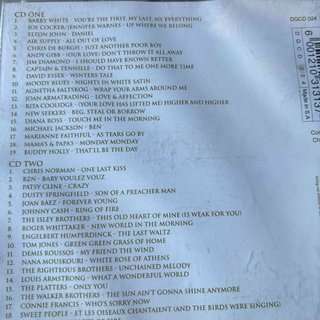 CD ONE
1. BARRY WHITE - YOU'RE THE FIRST, MY LAST, MY EVERYTHING
2. JOE COCKER/JENNIFER WARNES - UP WHERE WE BELONG
3. ELTON JOHN - DANIEL
4. AIR SUPPLY - ALL OUT OF LOVE
5. CHRIS DE BURGH - JUST ANOTHER POOR BOY
6. ANDY GIBB - (OUR LOVE) DON'T THROW IT ALL AWAY
7. JIM DIAMOND - I SHOULD HAVE KNOWN BETTER
8. CAPTAIN & TENNILLE - DO THAT TO ME ONE MORE TIME
9. DAVID ESSEX - WINTERS TALE
10. MOODY BLUES - NIGHTS IN WHITE SATIN
11. AGNETHA FALTSKOG - WRAP YOUR ARMS AROUND ME
12. JOAN ARMATRADING - LOVE & AFFECTION
13. RITA COOLIDGE - (YOUR LOVE HAS LIFTED ME) HIGHER AND HIGHER
14. NEW SEEKERS - BEG, STEAL OR BORROW
15. DIANA ROSS - TOUCH ME IN THE MORNING
16. MICHAEL JACKSON - BEN
17. MARIANNE FAITHFUL - AS TEARS GO BY
18. MAMA'S & PAPAS - MONDAY MONDAY
19. BUDDY HOLLY - THAT'LL BE THE DAY
CD TWO
1. CHRIS NORMAN - ONE LAST KISS
2. BZN - BABY VOULEZ VOUZ
3. PATSY CLINE - CRAZY
4. DUSTY SPRINGFIELD - SON OF A PREACHER MAN
5. JOAN BAEZ - FOREVER YOUNG
6. JOHNNY CASH - RING OF FIRE
7. THE ISLEY BROTHERS - THIS OLD HEART OF MINE (IS WEAK FOR YOU)
8. ROGER WHITTAKER - NEW WORLD IN THE MORNING
9. ENGELBERT HUMPERDINCK - THE LAST WALTZ
10. TOM JONES - GREEN GREEN GRASS OF HOME
11. DEMIS ROUSSOS - MY FRIEND THE WIND
12. NANA MOUSKOURI - WHITE ROSE OF ATHENS
13. THE RIGHTEOUS BROTHERS - UNCHAINED MELODY
14. LOUIS ARMSTRONG - WHAT A WONDERFUL WORLD
15. THE PLATTERS - ONLY YOU
16. THE WALKER BROTHERS - THE SUN AIN'T GONNA SHINE ANYMORE
17. CONNIE FRANCIS - WHO'S SORRY NOW
18. SWEET PEOPLE - ET LES OISEAUX CHANTAIENT (AND THE BIRDS WERE SINGING)
DGCD 024